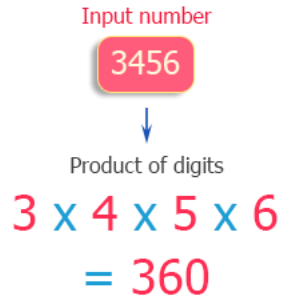 Input number
3456
Product of digits
3 x 4 x 5 x 6
= 360